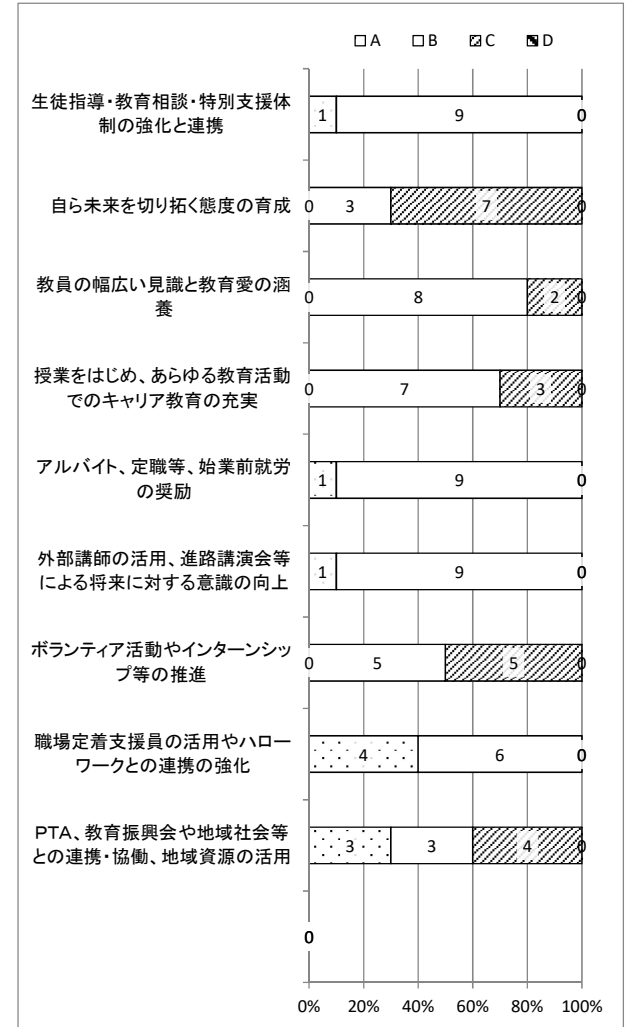 A B C D
生徒指導・教育相談・特別支援体
制の強化と連携
1 9 0
自ら未来を切り拓く態度の育成
0 3 7 0
教員の幅広い見識と教育愛の涵
養
0 8 2 0
授業をはじめ、あらゆる教育活動
でのキャリア教育の充実
0 7 3 0
アルバイト、定職等、始業前就労
の奨励
1 9 0
外部講師の活用、進路講演会等
による将来に対する意識の向上
1 9 0
ボランティア活動やインターンシッ
プ等の推進
0 5 5 0
職場定着支援員の活用やハロー
ワークとの連携の強化
4 6 0
PTA、教育振興会や地域社会等
との連携・協働、地域資源の活用
3 3 4 0
0
0% 20% 40% 60% 80% 100%